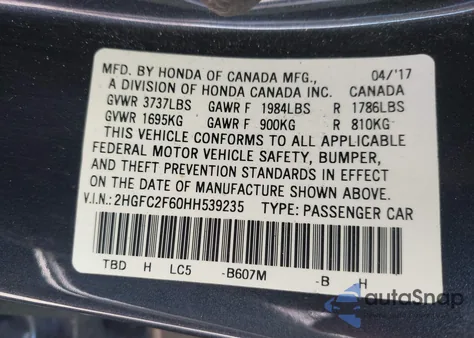 MFD. BY HONDA OF CANADA MFG., 04/'17
A DIVISION OF HONDA CANADA INC. CANADA
GVWR 3737LBS GAWR F 1984LBS R 1786LBS
GVWR 1695KG GAWR F 900KG R 810KG
THIS VEHICLE CONFORMS TO ALL APPLICABLE
FEDERAL MOTOR VEHICLE SAFETY, BUMPER,
AND THEFT PREVENTION STANDARDS IN EFFECT
ON THE DATE OF MANUFACTURE SHOWN ABOVE.
V.I.N.: 2HGFC2F60HH539235 TYPE: PASSENGER CAR
TBD H LC5 -B607M -B H
autoSnap